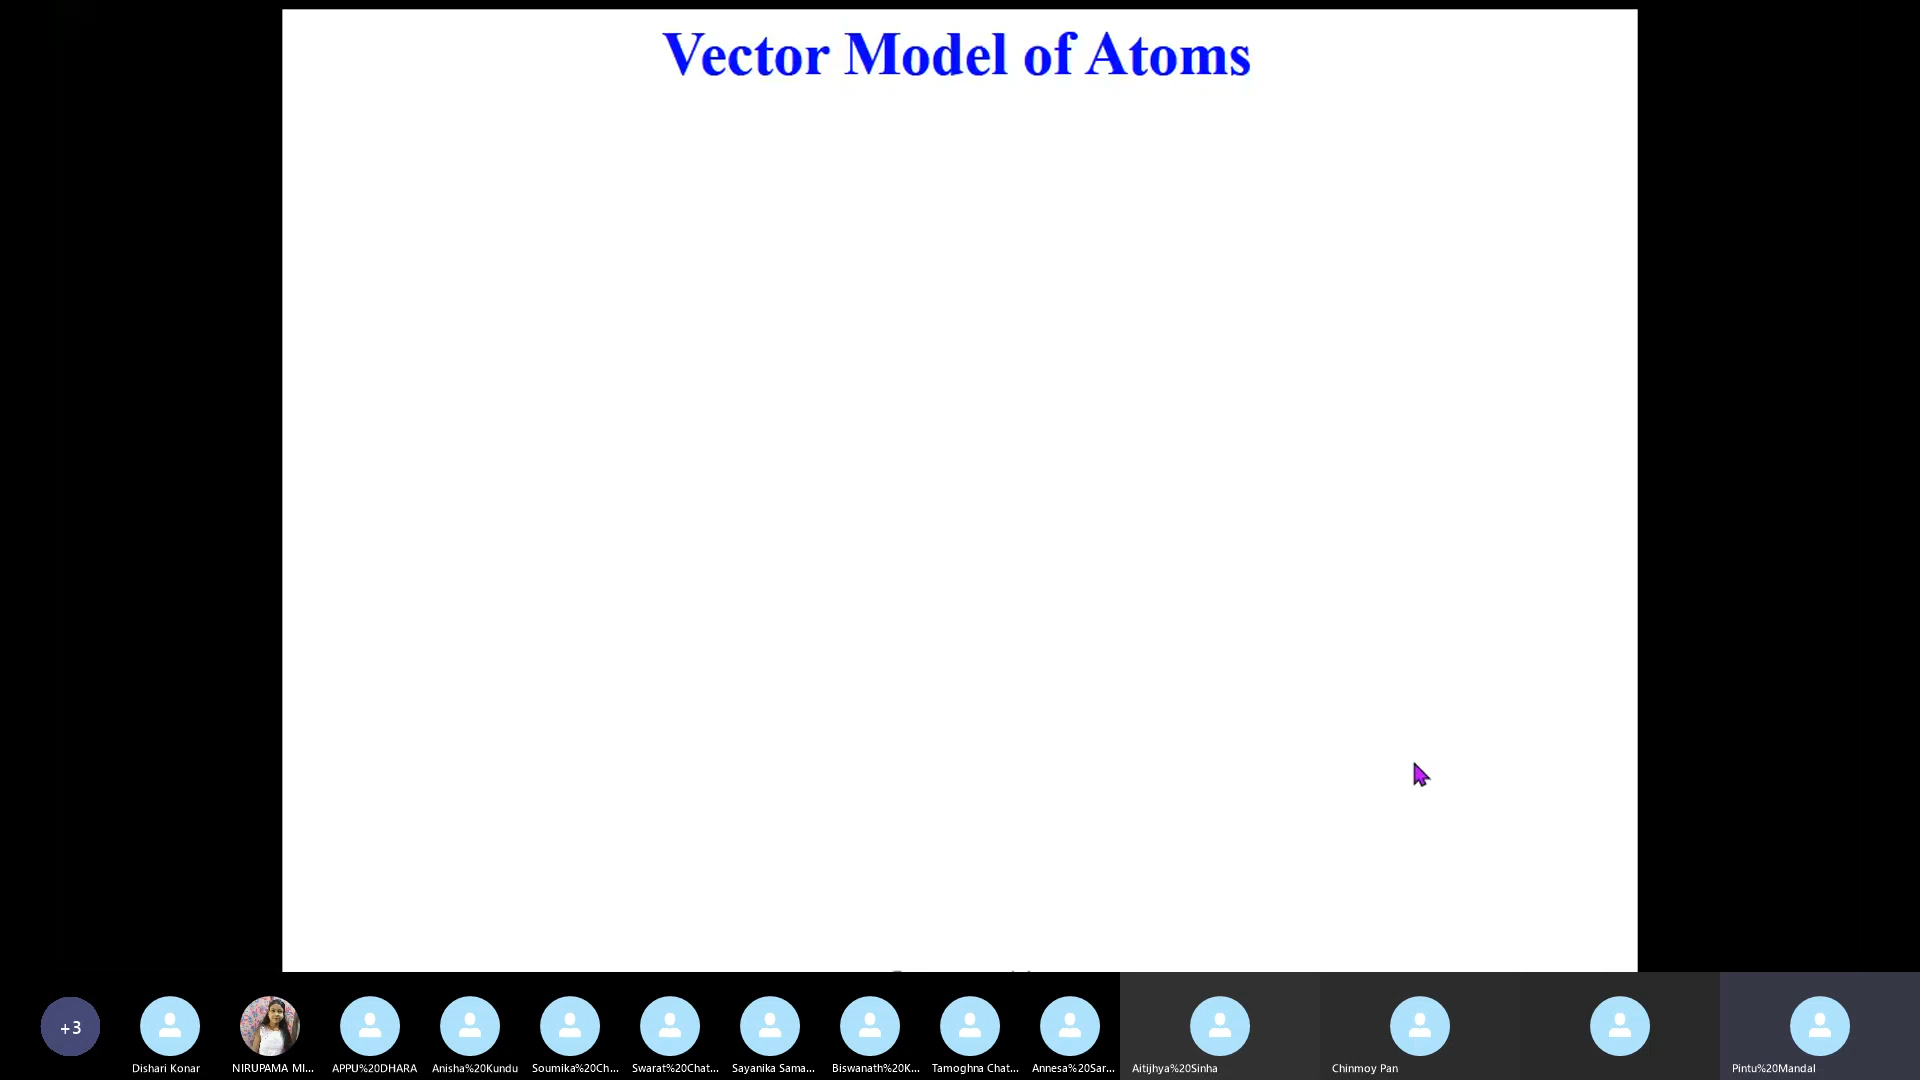 Vector Model of Atoms
+3
Dishari Konar
NIRUPAMA MI...
APPU%20DHARA
Anisha%20Kundu
Soumika%20Ch...
Swarat%20Chat...
Sayanika Sama...
Biswanath%20K...
Tamoghna Chat...
Annesa%20Sar...
Aitijhya%20Sinha
Chinmoy Pan
Pintu%20Mandal